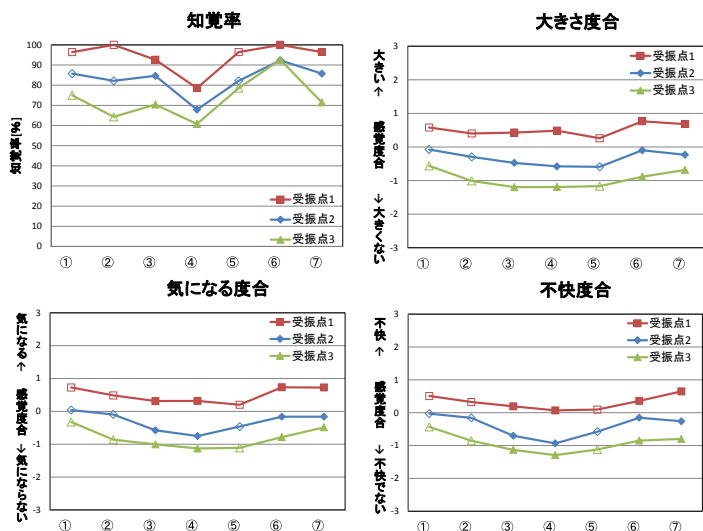 知覚率
知覚率[%]
100
90
80
70
60
50
40
30
20
10
0
受振点1
受振点2
受振点3
① ② ③ ④ ⑤ ⑥ ⑦
大きさ度合
大きい↑ 感覚度合 ↓大きくない
3
2
1
0
-1
-2
-3
受振点1
受振点2
受振点3
① ② ③ ④ ⑤ ⑥ ⑦
気になる度合
気になる↑ 感覚度合 ↓気にならない
3
2
1
0
-1
-2
-3
受振点1
受振点2
受振点3
① ② ③ ④ ⑤ ⑥ ⑦
不快度合
不快↑ 感覚度合 ↓不快でない
3
2
1
0
-1
-2
-3
受振点1
受振点2
受振点3
① ② ③ ④ ⑤ ⑥ ⑦